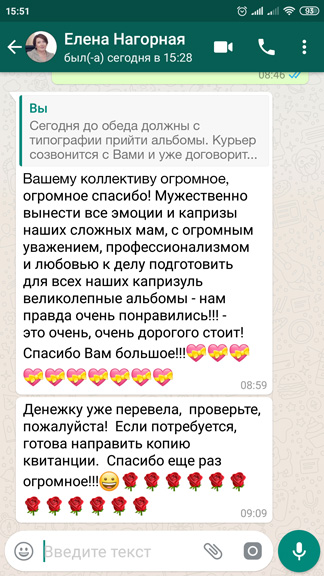 15:51
93
Елена Нагорная
был(-а) сегодня в 15:28
08:46
Вы
Сегодня до обеда должны с
типографии прийти альбомы. Курьер
созвонится с Вами и уже договорит...
Вашему коллективу огромное,
огромное спасибо! Мужественно
вынести все эмоции и капризы
наших сложных мам, с огромным
уважением, профессионализмом
и любовью к делу подготовить
для всех наших капризуль
великолепные альбомы - нам
правда очень понравились!!! -
это очень, очень дорогого стоит!
Спасибо Вам большое!!!💝💝💝
💝💝💝💝💝💝💝
08:59
Денежку уже перевела, проверьте,
пожалуйста! Если потребуется,
готова направить копию
квитанции. Спасибо еще раз
огромное!!!😀🌹🌹🌹🌹🌹🌹
🌹🌹🌹🌹🌹🌹
09:09
Введите текст